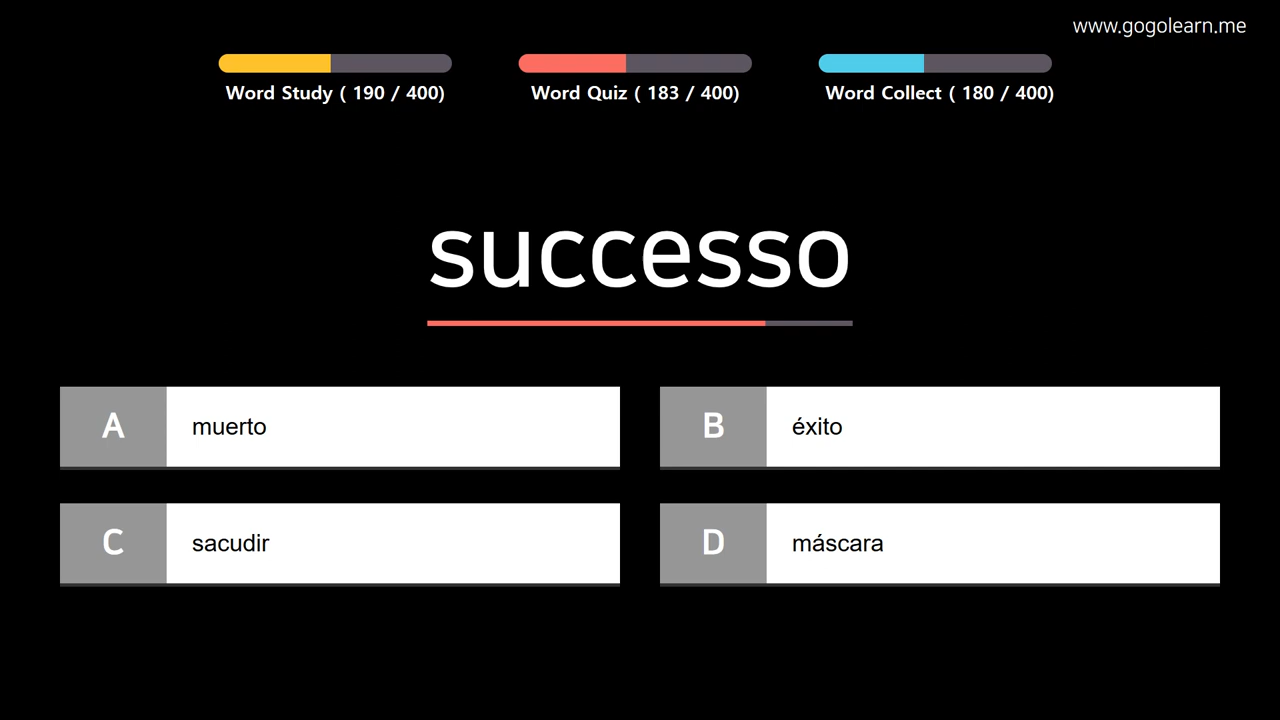 www.gogolearn.me
Word Study ( 190 / 400)
Word Quiz ( 183 / 400)
Word Collect ( 180 / 400)
successo
A muerto
B éxito
C sacudir
D máscara